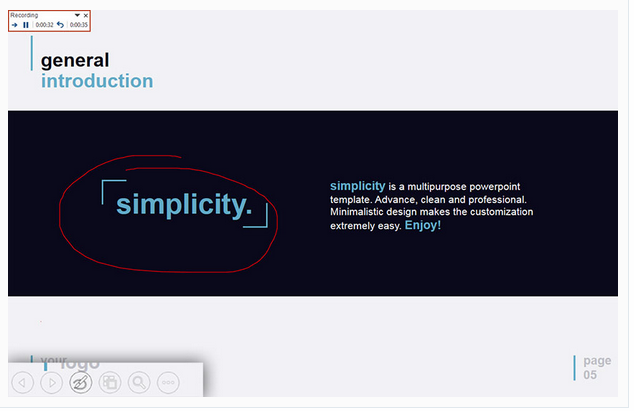 Recording
0:00:32 0:00:35
general
introduction
simplicity.
simplicity is a multipurpose powerpoint
template. Advance, clean and professional.
Minimalistic design makes the customization
extremely easy. Enjoy!
your logo
page
05